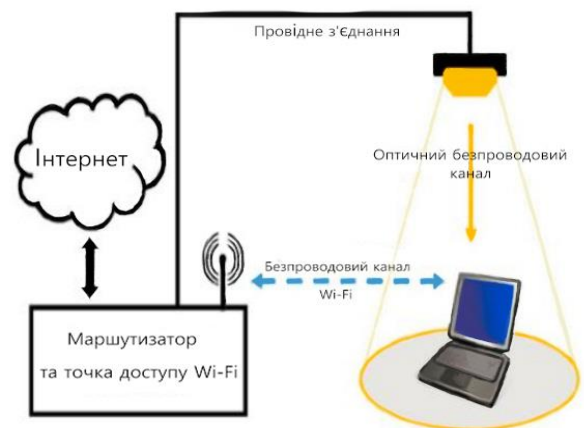 Провідне з'єднання
Інтернет
Оптичний безпроводовий
канал
Безпроводовий канал
Wi-Fi
Маршутизатор
та точка доступу Wi-Fi